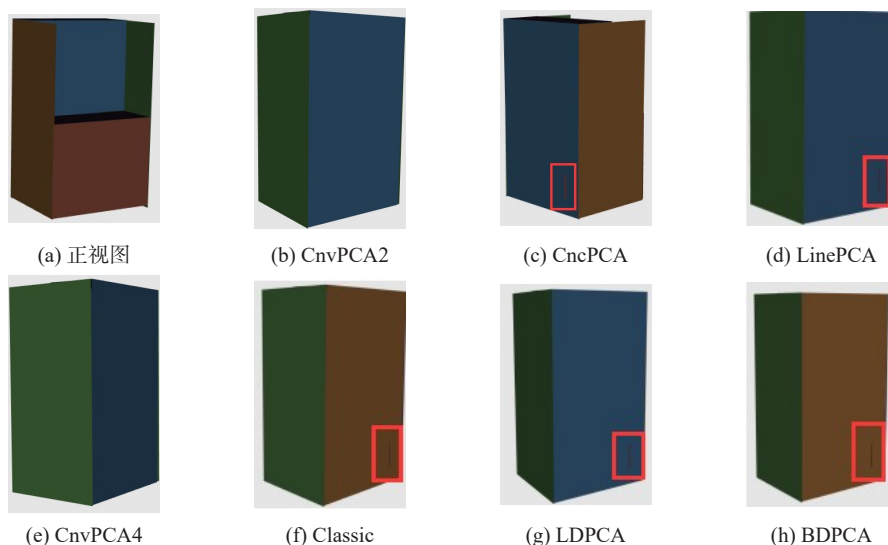 (a) 正视图
(b) CnvPCA2
(c) CncPCA
(d) LinePCA
(e) CnvPCA4
(f) Classic
(g) LDPCA
(h) BDPCA